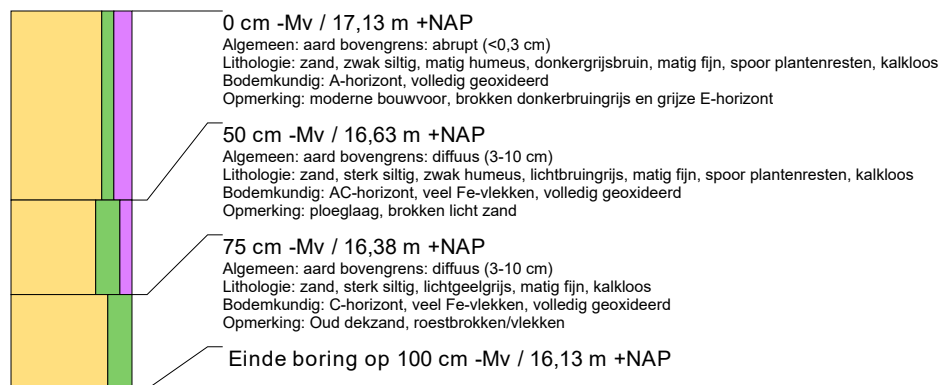 0 cm -Mv / 17,13 m +NAP
Algemeen: aard bovengrens: abrupt (<0,3 cm)
Lithologie: zand, zwak siltig, matig humeus, donkergrijsbruin, matig fijn, spoor plantenresten, kalkloos
Bodemkundig: A-horizont, volledig geoxideerd
Opmerking: moderne bouwvoor, brokken donkerbruingrijs en grijze E-horizont
50 cm -Mv / 16,63 m +NAP
Algemeen: aard bovengrens: diffuus (3-10 cm)
Lithologie: zand, sterk siltig, zwak humeus, lichtbruingrijs, matig fijn, spoor plantenresten, kalkloos
Bodemkundig: AC-horizont, veel Fe-vlekken, volledig geoxideerd
Opmerking: ploeglaag, brokken licht zand
75 cm -Mv / 16,38 m +NAP
Algemeen: aard bovengrens: diffuus (3-10 cm)
Lithologie: zand, sterk siltig, lichtgeelgrijs, matig fijn, kalkloos
Bodemkundig: C-horizont, veel Fe-vlekken, volledig geoxideerd
Opmerking: Oud dekzand, roestbrokken/vlekken
Einde boring op 100 cm -Mv / 16,13 m +NAP